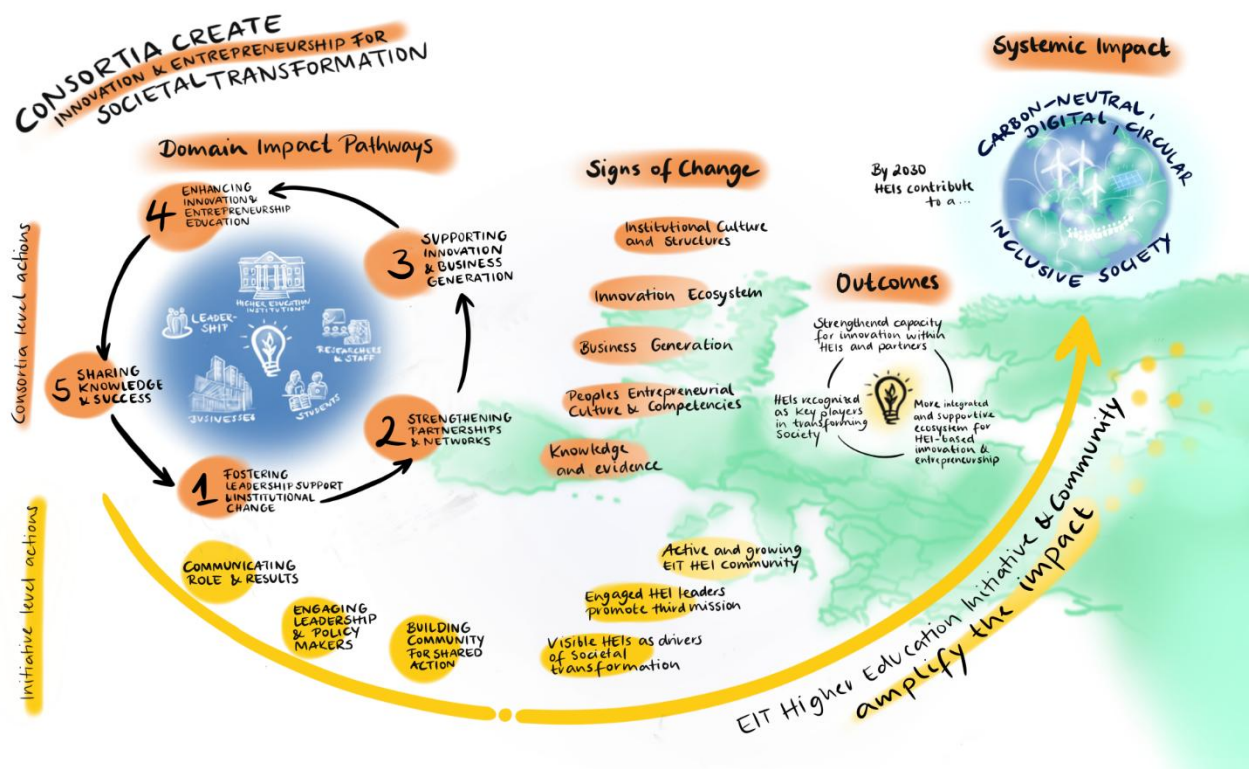 CONSORTIA CREATE
INNOVATION & ENTREPRENEURSHIP FOR
SOCIETAL TRANSFORMATION
Domain Impact Pathways
Consortia level actions
4
ENHANCING
INNOVATION &
ENTREPRENEURSHIP
EDUCATION
3
SUPPORTING
INNOVATION
& BUSINESS
GENERATION
5
SHARING
KNOWLEDGE
& SUCCESS
2
STRENGTHENING
PARTNERSHIPS
& NETWORKS
1
FOSTERING
LEADERSHIP SUPPORT
& INSTITUTIONAL
CHANGE
HIGHER EDUCATION
INSTITUTIONS
LEADER-
SHIP
RESEARCHERS
& STAFF
BUSINESSES
STUDENTS
Signs of Change
Institutional Culture
and Structures
Innovation Ecosystem
Business Generation
Peoples Entrepreneurial
Culture & Competencies
Knowledge
and evidence
Outcomes
Strengthened capacity
for innovation within
HEIs and partners
HEIs recognised
as key players
in transforming
Society
More integrated
and supportive
ecosystem for
HEI-based
innovation &
entrepreneurship
Systemic Impact
By 2030
HEIs contribute
to a...
CARBON-NEUTRAL,
DIGITAL, CIRCULAR
INCLUSIVE SOCIETY
Initiative level actions
COMMUNICATING
ROLE & RESULTS
ENGAGING
LEADERSHIP
& POLICY
MAKERS
BUILDING
COMMUNITY
FOR SHARED
ACTION
Active and growing
EIT HEI community
Engaged HEI leaders
promote third mission
Visible HEIs as drivers
of Societal
transformation
EIT Higher Education Initiative & Community
amplify the impact